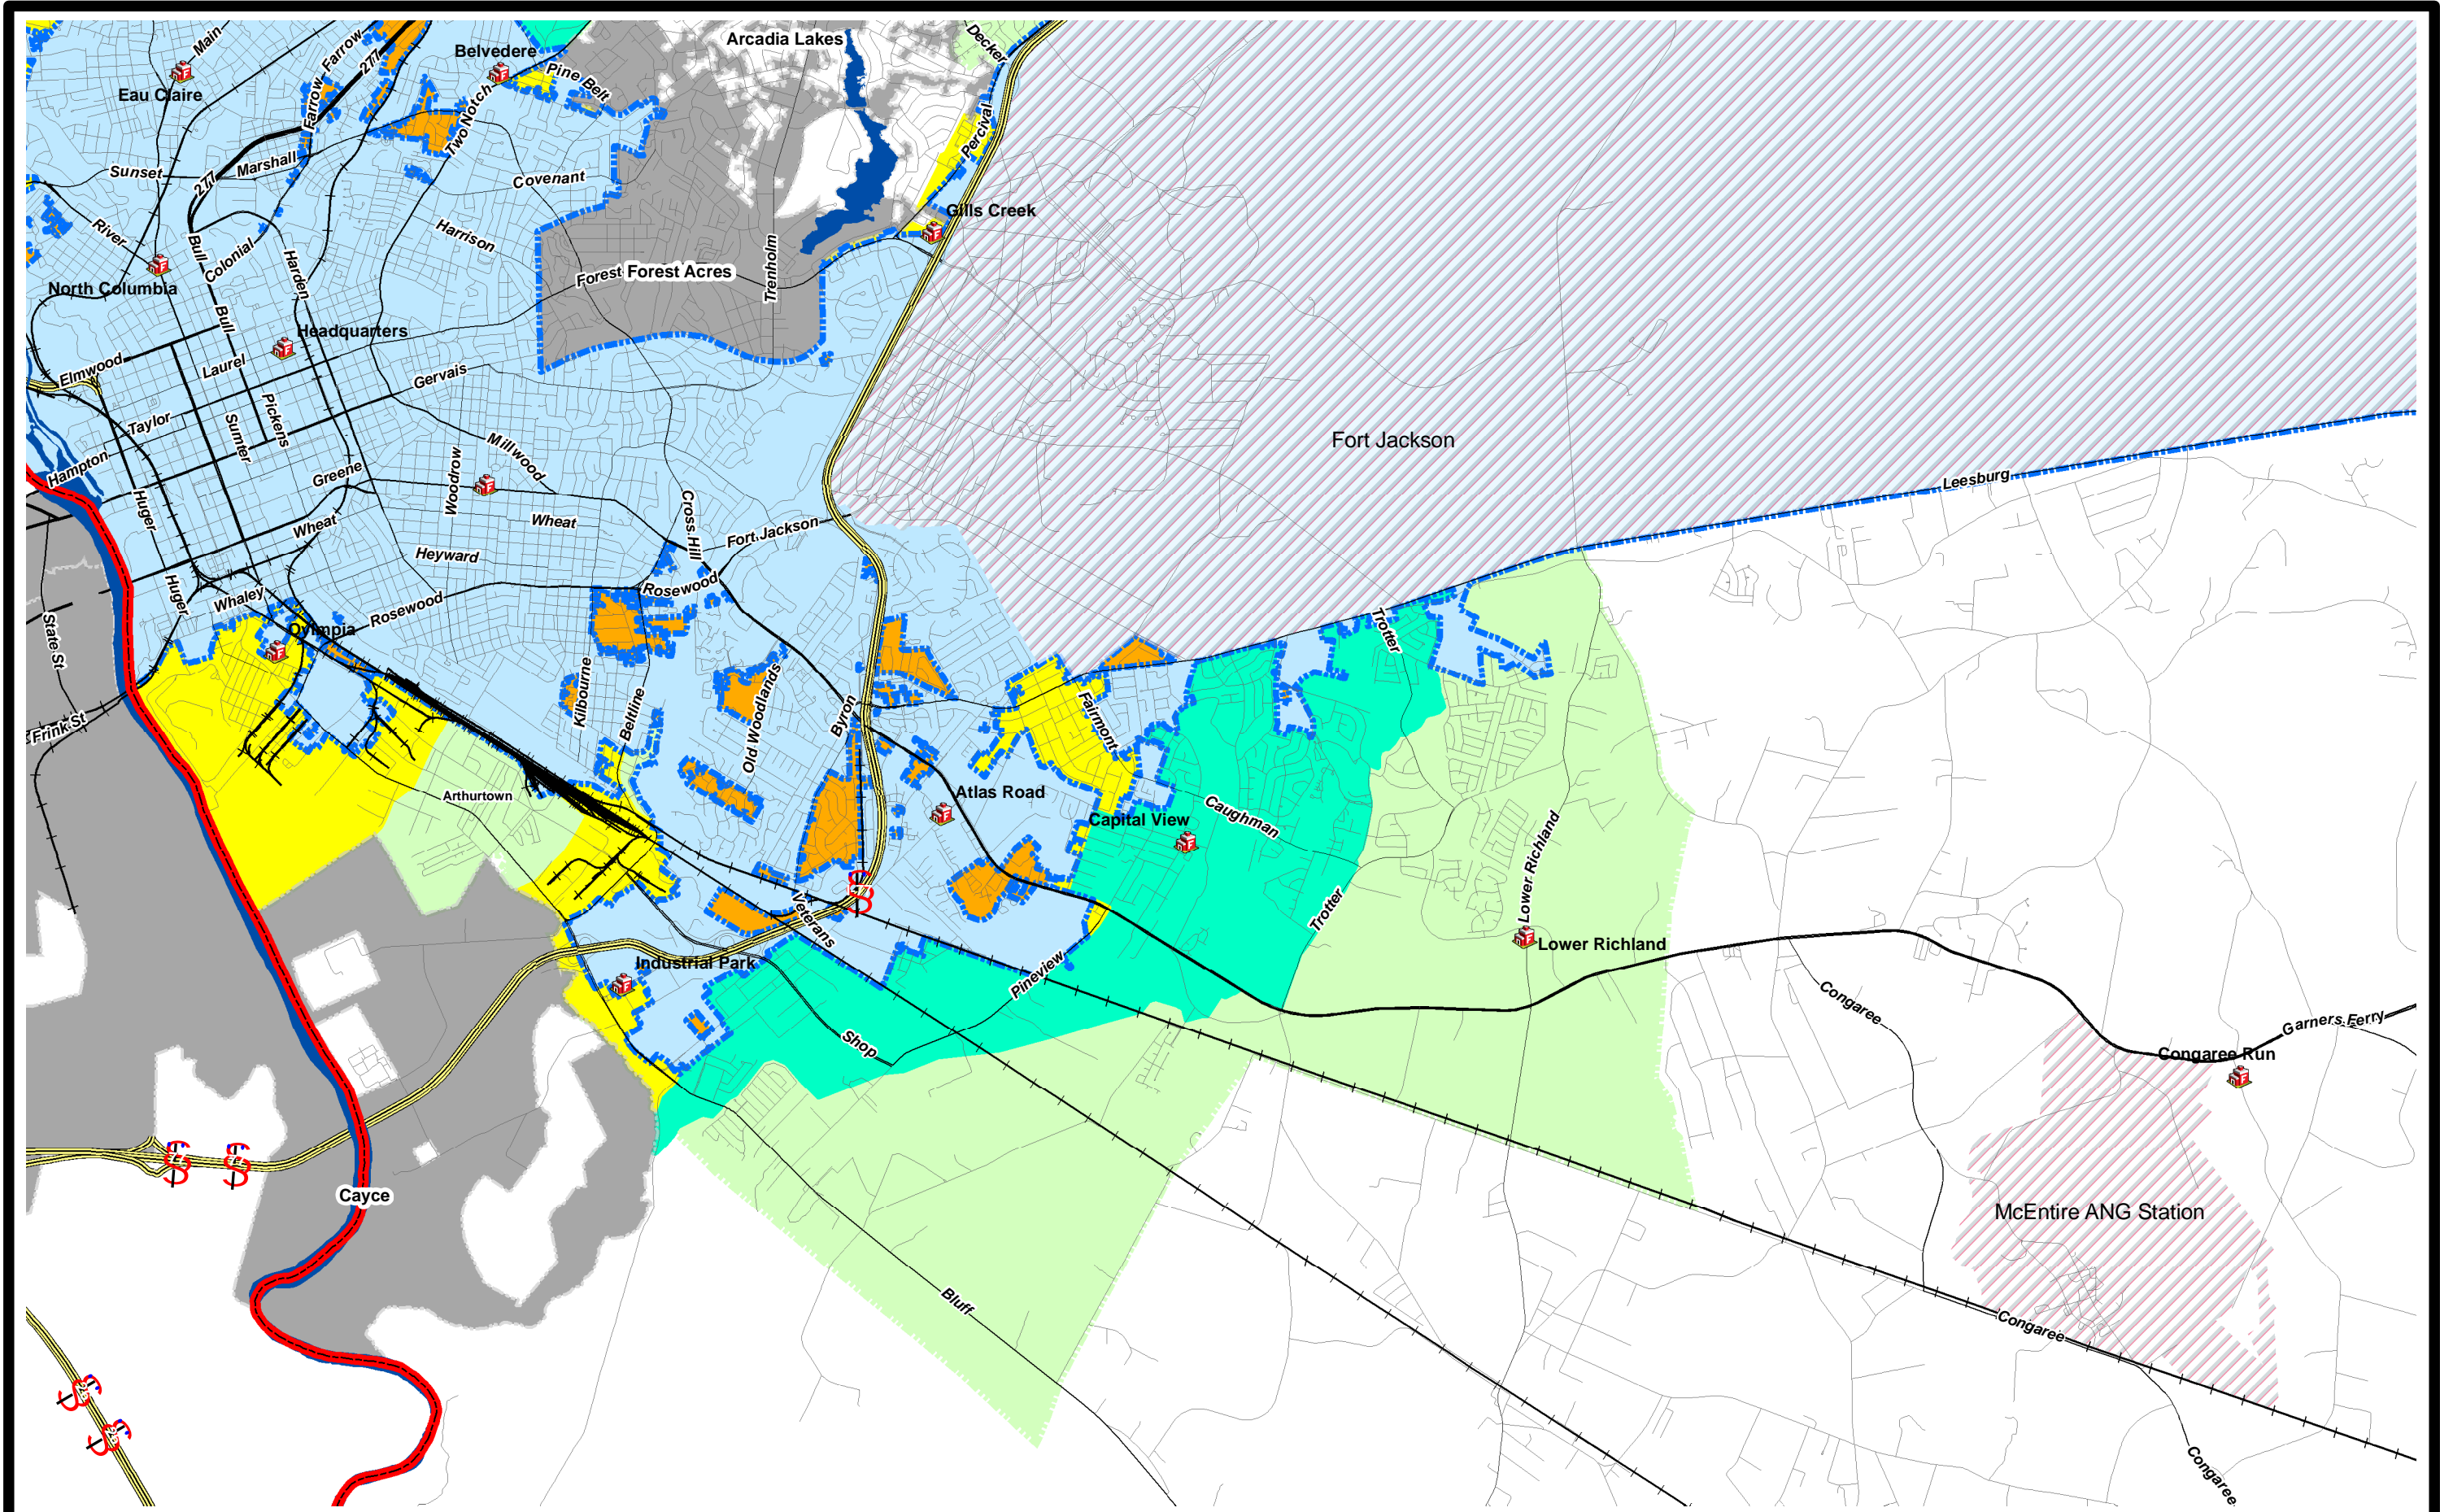 Main
Farrow
277
Belvedere
Arcadia Lakes
Decker
Eau Claire
Farrow
Two Notch
Pine Belt
Percival
Sunset
277
Marshall
Covenant
River
Bull
Colonial
Harden
Harrison
Gills Creek
North Columbia
Forest
Forest Acres
Trenholm
Bull
Headquarters
Elmwood
Laurel
Gervais
Taylor
Sumter
Pickens
Fort Jackson
Hampton
Huger
Greene
Woodrow
Millwood
Leesburg
Wheat
Wheat
Cross Hill
Fort Jackson
Heyward
Huger
Whaley
Rosewood
Rosewood
State St
Olympia
Trotter
Frink St
Kilbourne
Beltline
Old Woodlands
Byron
Fairmont
Arthurtown
Atlas Road
Capital View
Caughman
Lower Richland
Veterans
Trotter
Lower Richland
Industrial Park
Pineview
Congaree
Shop
Garners Ferry
Congaree Run
Cayce
McEntire ANG Station
Bluff
Congaree
Congaree